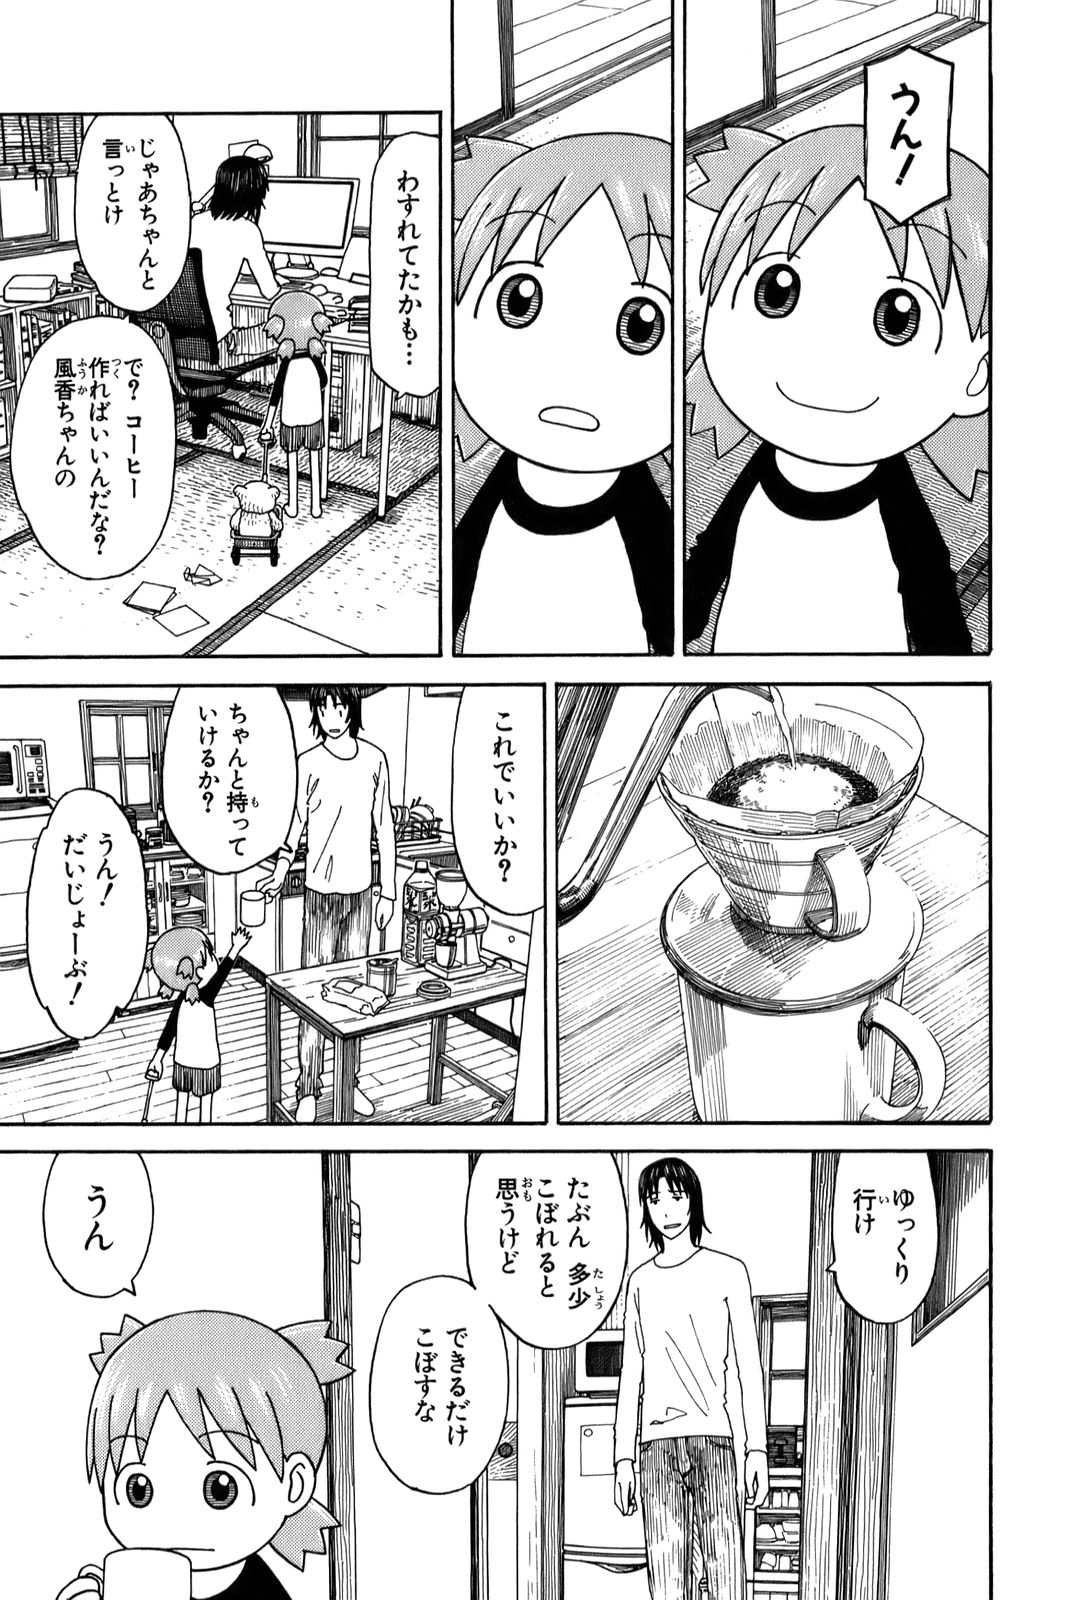 うん！
わすれてたかも…
じゃあちゃんと
言っとけ
で？ コーヒー
作ればいいんだな？
風香ちゃんの
これでいいか？
ちゃんと持って
いけるか？
うん！
だいじょーぶ！
ゆっくり
行け
たぶん 多少
こぼれると
思うけど
できるだけ
こぼすな
うん